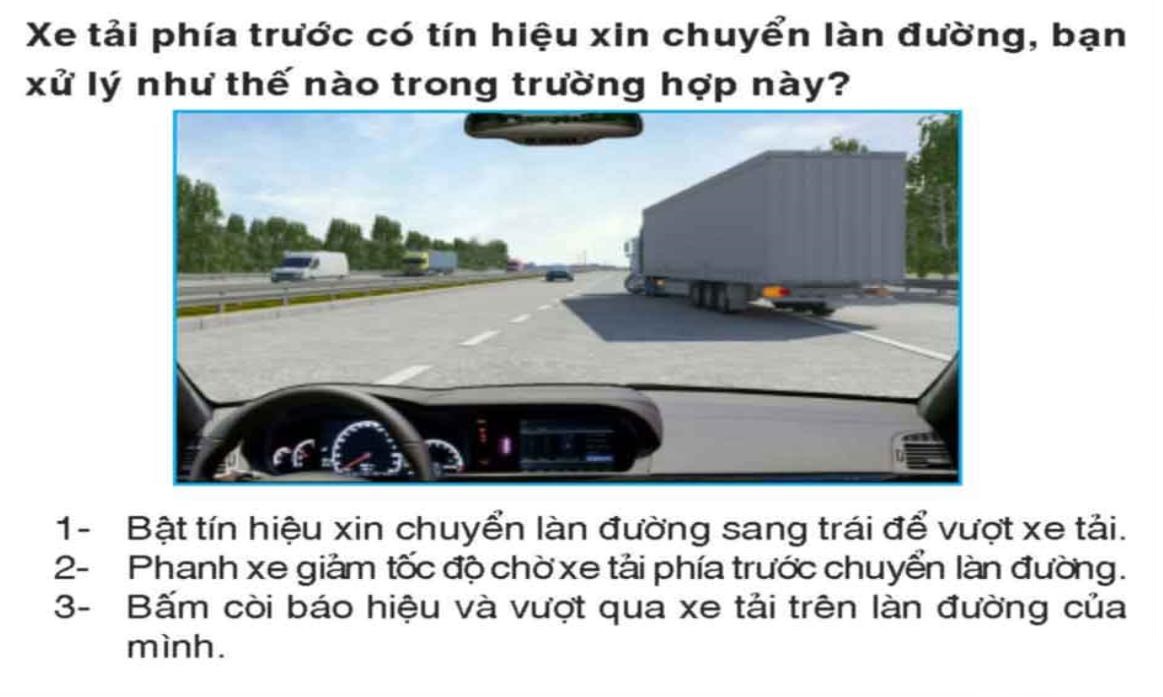 Xe tải phía trước có tín hiệu xin chuyển làn đường, bạn
xử lý như thế nào trong trường hợp này?
1- Bật tín hiệu xin chuyển làn đường sang trái để vượt xe tải.
2- Phanh xe giảm tốc độ chờ xe tải phía trước chuyển làn đường.
3- Bấm còi báo hiệu và vượt qua xe tải trên làn đường của
mình.